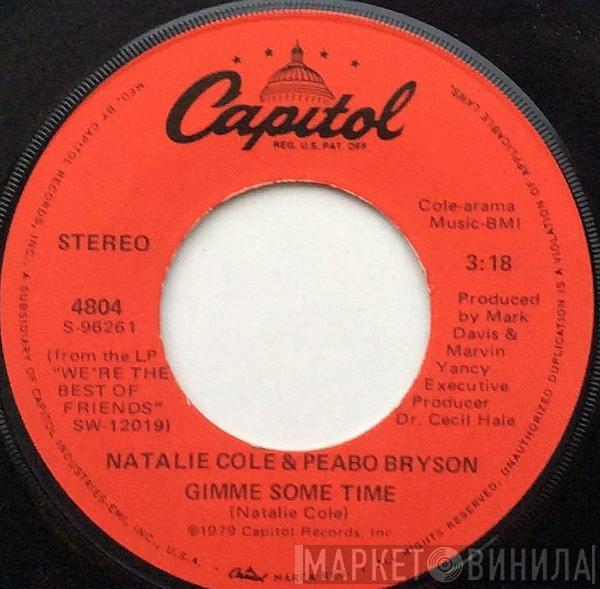 Capitol
REG. U.S. PAT. OFF
MFD. BY CAPITOL RECORDS, INC., A SUBSIDIARY OF CAPITOL INDUSTRIES-EMI, INC., U.S.A.
STEREO
4804
S-96261
(from the LP
"WE'RE THE
BEST OF
FRIENDS"
SW-12019)
Cole-arama
Music-BMI
3:18
Produced
by Mark
Davis &
Marvin
Yancy
Executive
Producer
Dr. Cecil Hale
NATALIE COLE & PEABO BRYSON
GIMME SOME TIME
(Natalie Cole)
℗1979 Capitol Records, Inc.
MARCA
ALL RIGHTS RESERVED, UNAUTHORIZED DUPLICATION IS A VIOLATION OF APPLICABLE LAWS.
МАРКЕТ ВИНИЛА